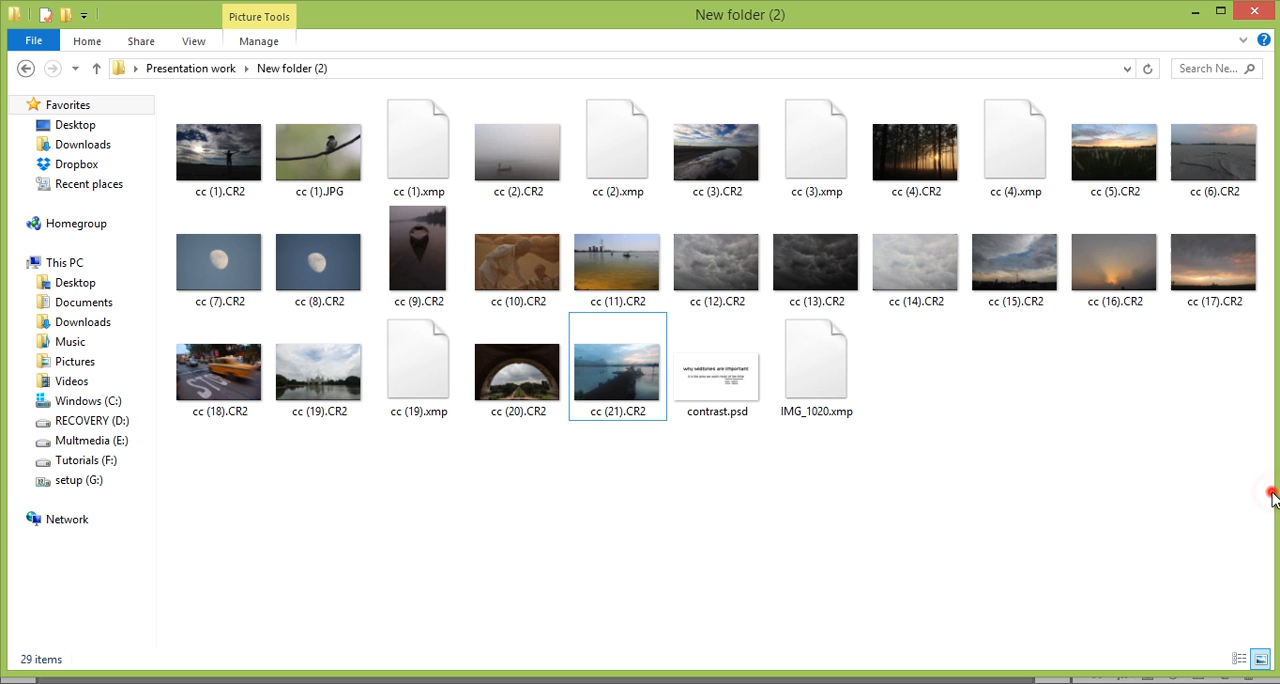 New folder (2)
Picture Tools
File
Home
Share
View
Manage
Presentation work
New folder (2)
Search Ne...
Favorites
Desktop
Downloads
Dropbox
Recent places
Homegroup
This PC
Desktop
Documents
Downloads
Music
Pictures
Videos
Windows (C:)
RECOVERY (D:)
Multmedia (E:)
Tutorials (F:)
setup (G:)
Network
cc (1).CR2
cc (1).JPG
cc (1).xmp
cc (2).CR2
cc (2).xmp
cc (3).CR2
cc (3).xmp
cc (4).CR2
cc (4).xmp
cc (5).CR2
cc (6).CR2
cc (7).CR2
cc (8).CR2
cc (9).CR2
cc (10).CR2
cc (11).CR2
cc (12).CR2
cc (13).CR2
cc (14).CR2
cc (15).CR2
cc (16).CR2
cc (17).CR2
STOP
why midtones are important
cc (18).CR2
cc (19).CR2
cc (19).xmp
cc (20).CR2
cc (21).CR2
contrast.psd
IMG_1020.xmp
29 items